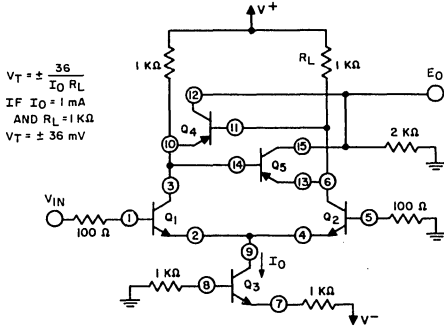 V+
1 KΩ
RL
1 KΩ
EO
VT = ± 36 / IO RL
IF IO = 1 mA
AND RL = 1 KΩ
VT = ± 36 mV
12
Q4
11
10
15
2 KΩ
14
Q5
13
6
3
VIN
100 Ω
1
Q1
2
4
Q2
5
100 Ω
9
IO
1 KΩ
8
Q3
7
1 KΩ
V-